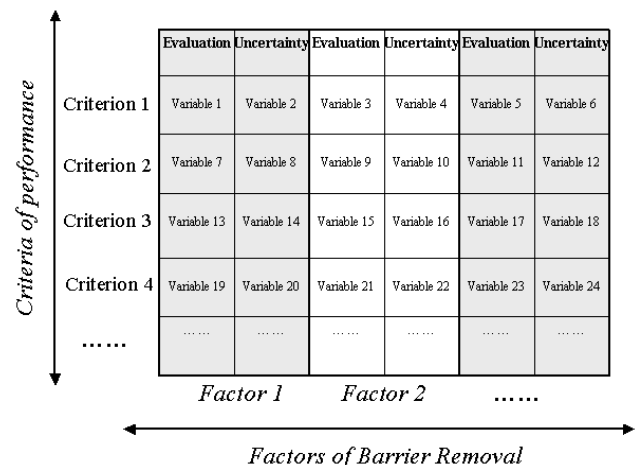 Evaluation Uncertainty Evaluation Uncertainty Evaluation Uncertainty
Criterion 1 Variable 1 Variable 2 Variable 3 Variable 4 Variable 5 Variable 6
Criterion 2 Variable 7 Variable 8 Variable 9 Variable 10 Variable 11 Variable 12
Criterion 3 Variable 13 Variable 14 Variable 15 Variable 16 Variable 17 Variable 18
Criterion 4 Variable 19 Variable 20 Variable 21 Variable 22 Variable 23 Variable 24
...... ...... ...... ...... ...... ...... ......
Factor 1 Factor 2 ......
Factors of Barrier Removal
Criteria of performance